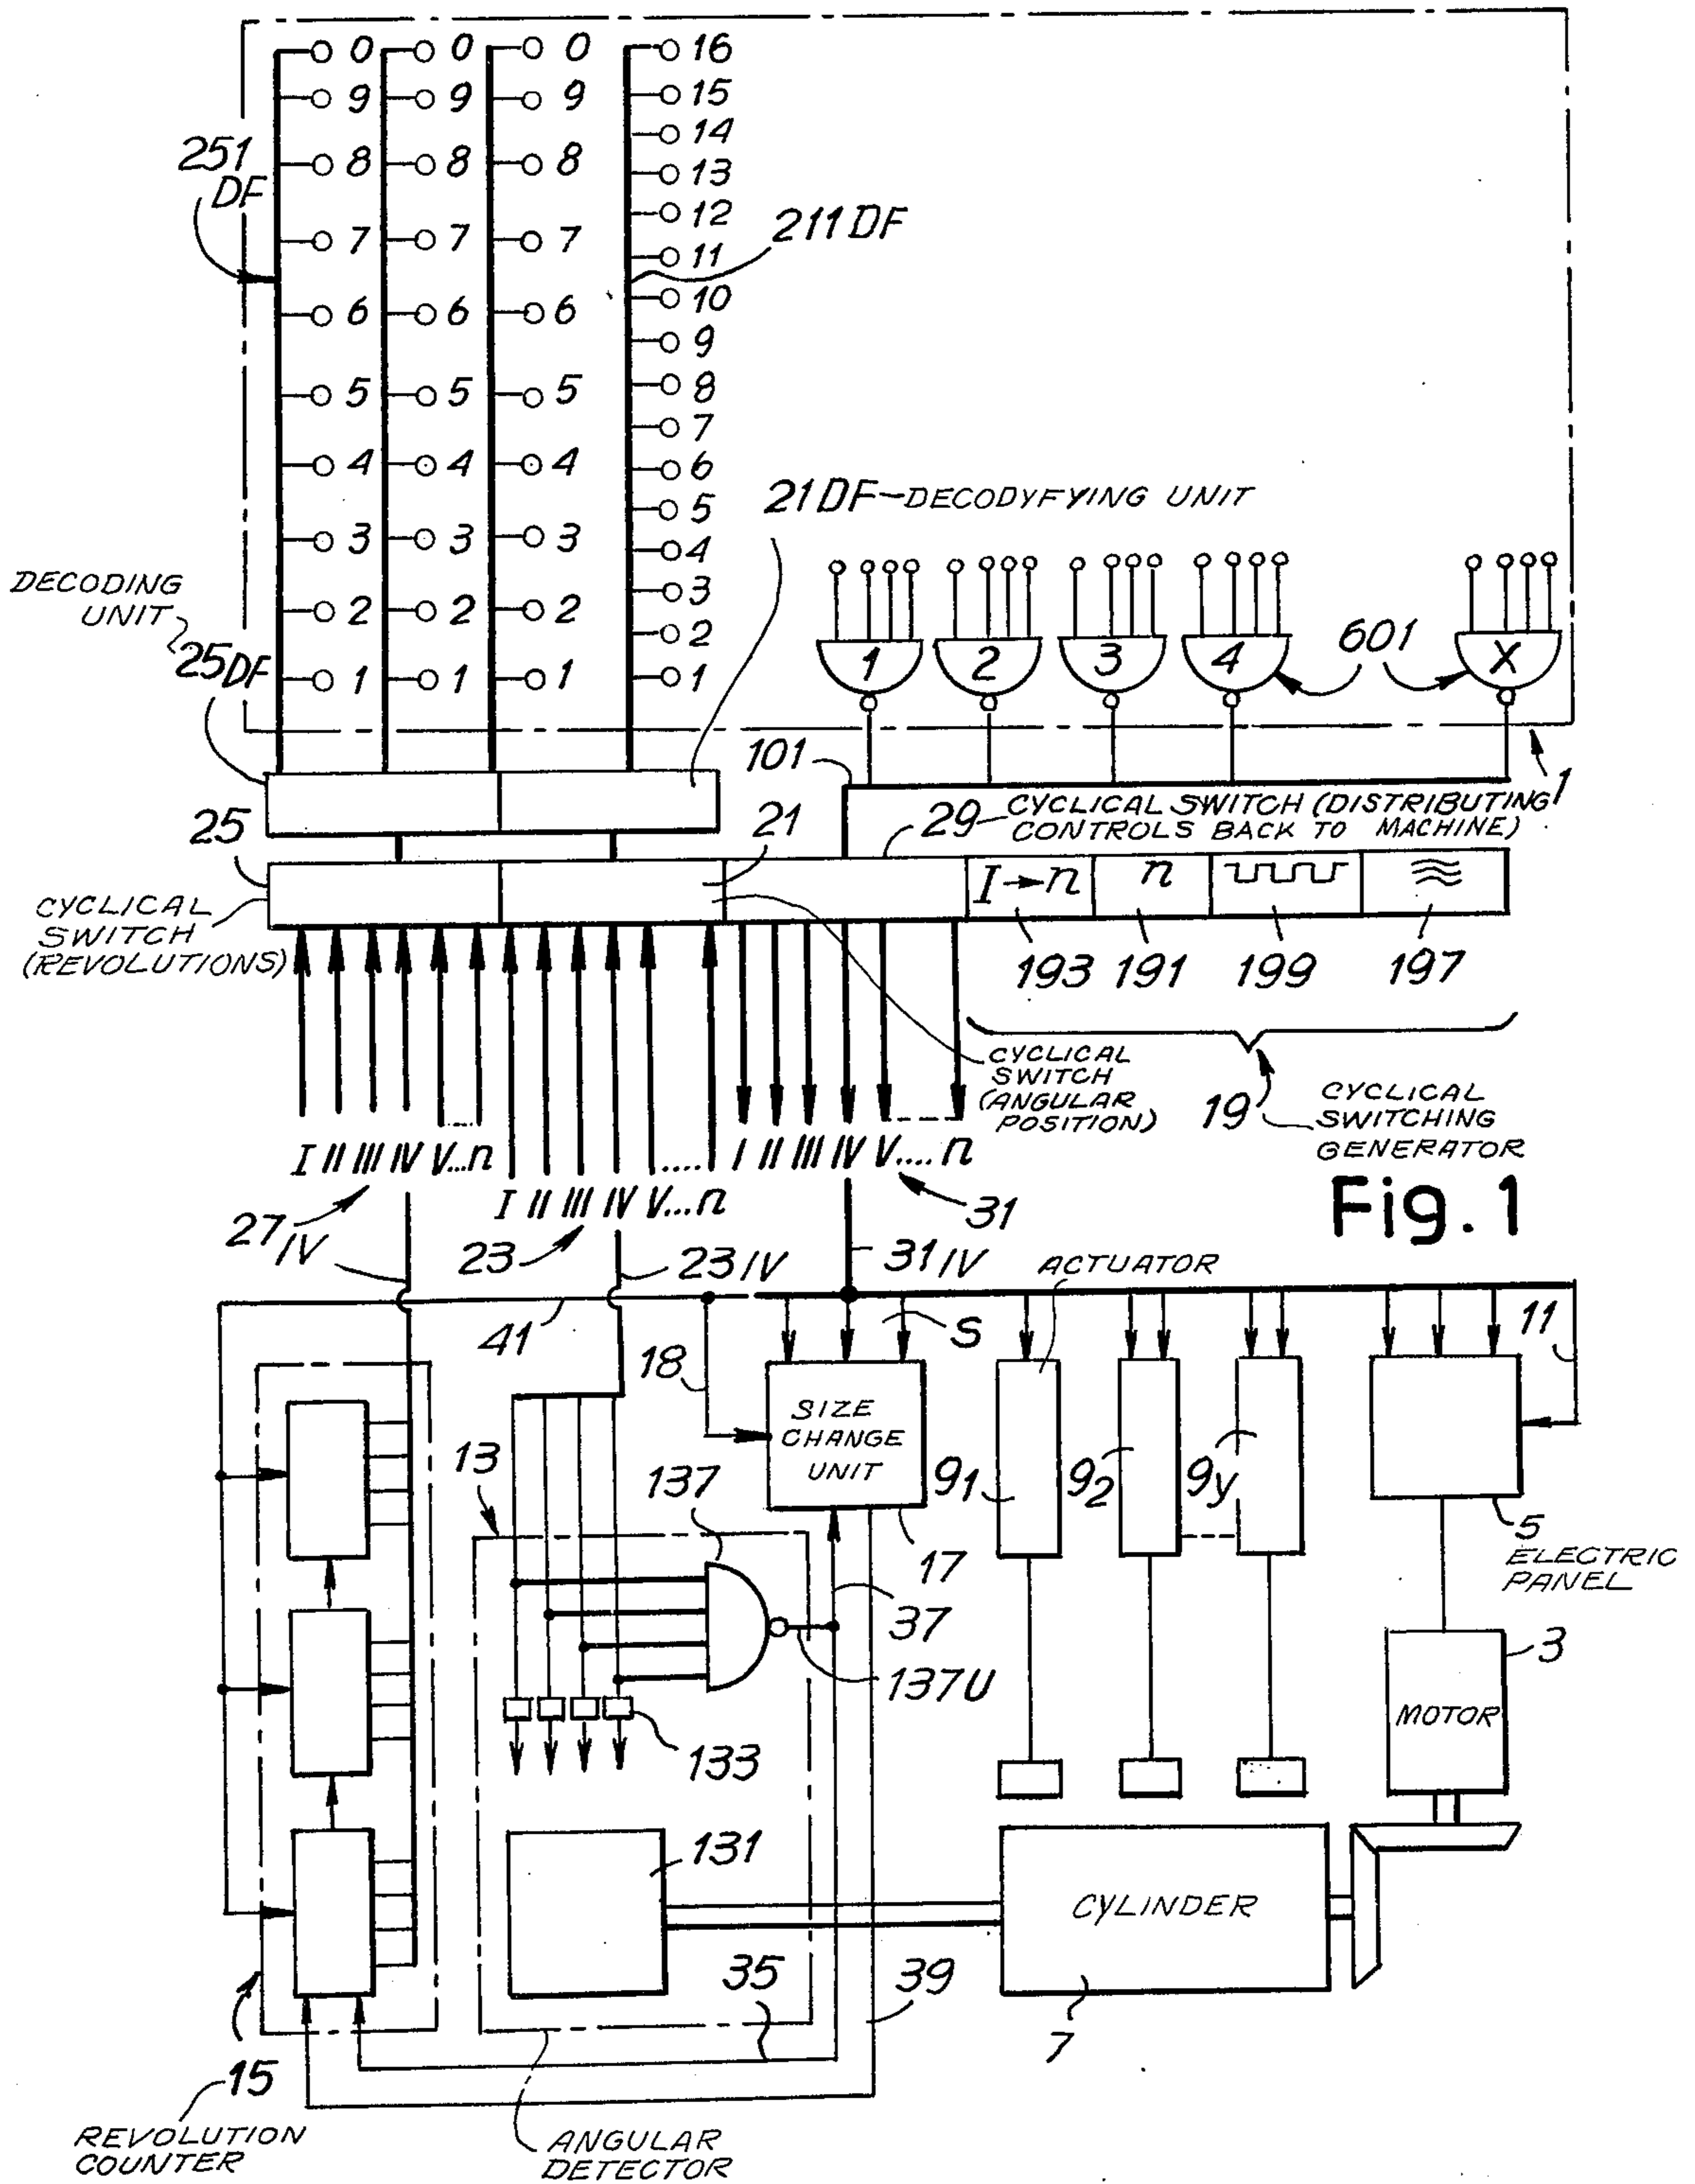 0 0 0 16
9 9 9 15
14
251 DF
8 8 8 13
12
7 7 7 11
211 DF
10
6 6 6 9
5 5 5 8
7
4 4 4 6
21 DF-DECODYFYING UNIT
5
3 3 3 4
DECODING
UNIT
3
2 2 2 2
25DF
1 1 1 1
1 2 3 4 X
601
101
1
25
21
29
CYCLICAL SWITCH (DISTRIBUTING
CONTROLS BACK TO MACHINE)
I→n n
CYCLICAL
SWITCH
(REVOLUTIONS)
193 191 199 197
CYCLICAL
SWITCH
(ANGULAR
POSITION)
19
CYCLICAL
SWITCHING
GENERATOR
I II III IV V...n
I II III IV V....n
I II III IV V...n
27
23
31
Fig. 1
27/IV
23/IV
31/IV
ACTUATOR
41
18
S
11
SIZE
CHANGE
UNIT
13
137
17
91
92
9y
5
ELECTRIC
PANEL
37
137U
133
3
MOTOR
131
CYLINDER
35
39
7
15
REVOLUTION
COUNTER
ANGULAR
DETECTOR